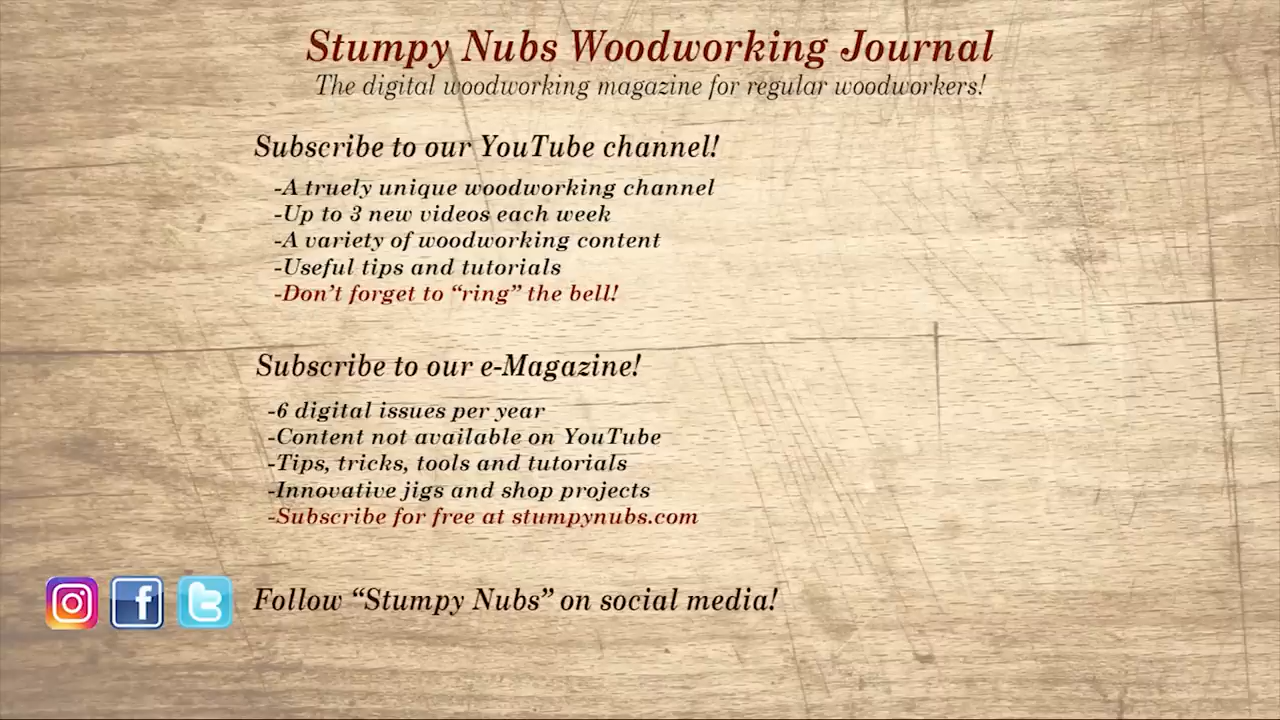 Stumpy Nubs Woodworking Journal
The digital woodworking magazine for regular woodworkers!
Subscribe to our YouTube channel!
-A truely unique woodworking channel
-Up to 3 new videos each week
-A variety of woodworking content
-Useful tips and tutorials
-Don't forget to “ring” the bell!
Subscribe to our e-Magazine!
-6 digital issues per year
-Content not available on YouTube
-Tips, tricks, tools and tutorials
-Innovative jigs and shop projects
-Subscribe for free at stumpynubs.com
Follow “Stumpy Nubs” on social media!